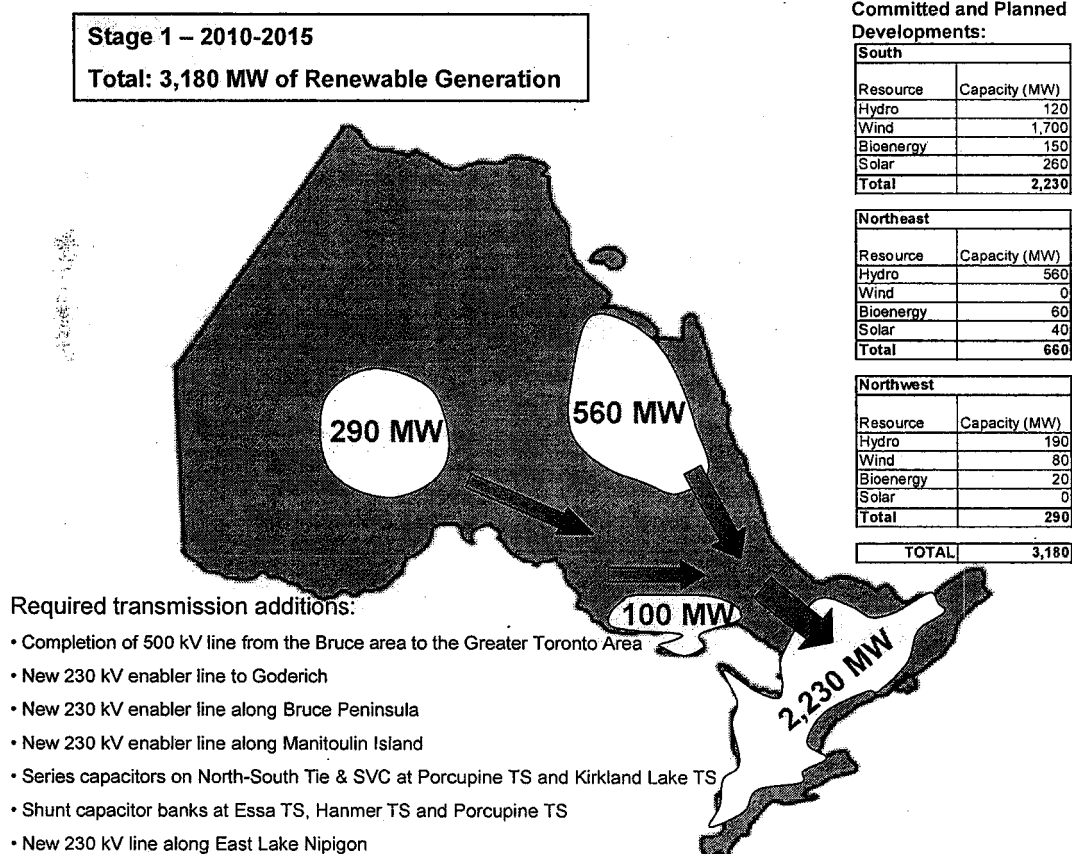 Stage 1 – 2010-2015
Total: 3,180 MW of Renewable Generation
Committed and Planned
Developments:
South
Resource Capacity (MW)
Hydro 120
Wind 1,700
Bioenergy 150
Solar 260
Total 2,230
Northeast
Resource Capacity (MW)
Hydro 560
Wind 0
Bioenergy 60
Solar 40
Total 660
Northwest
Resource Capacity (MW)
Hydro 190
Wind 80
Bioenergy 20
Solar 0
Total 290
TOTAL 3,180
290 MW
560 MW
100 MW
2,230 MW
Required transmission additions:
• Completion of 500 kV line from the Bruce area to the Greater Toronto Area
• New 230 kV enabler line to Goderich
• New 230 kV enabler line along Bruce Peninsula
• New 230 kV enabler line along Manitoulin Island
• Series capacitors on North-South Tie & SVC at Porcupine TS and Kirkland Lake TS
• Shunt capacitor banks at Essa TS, Hanmer TS and Porcupine TS
• New 230 kV line along East Lake Nipigon